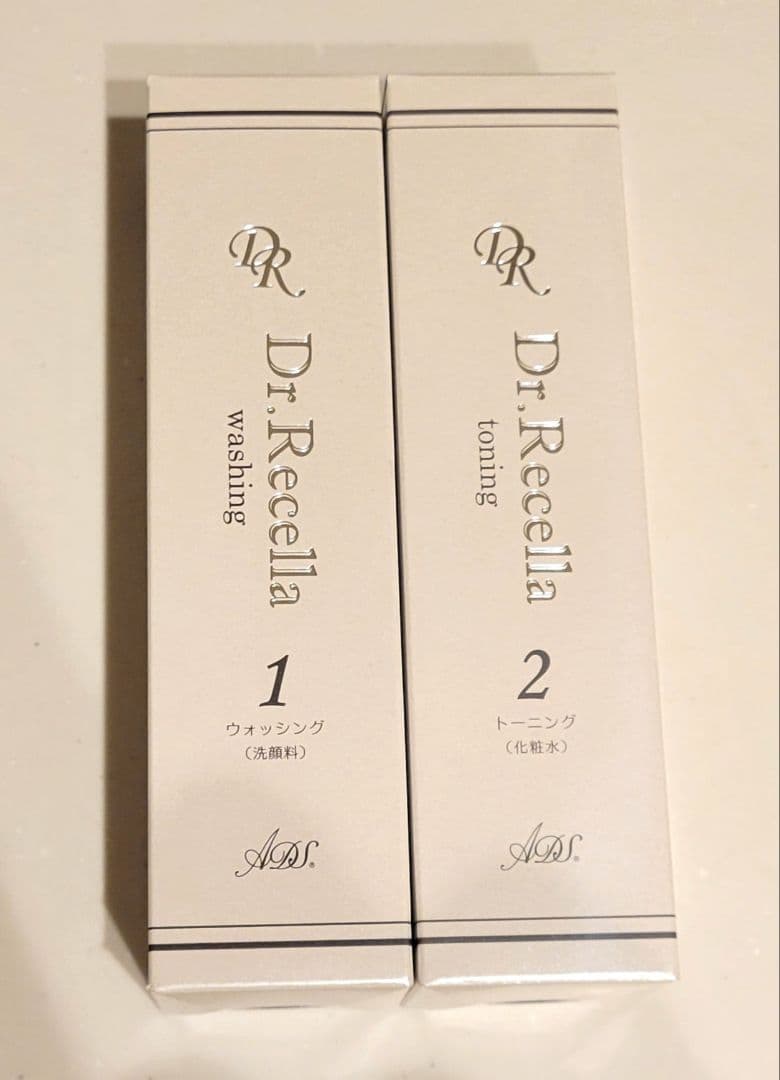 DR
Dr.Recella
washing
1
ウォッシング
（洗顔料）
ADS®
DR
Dr.Recella
toning
2
トーニング
（化粧水）
ADS®